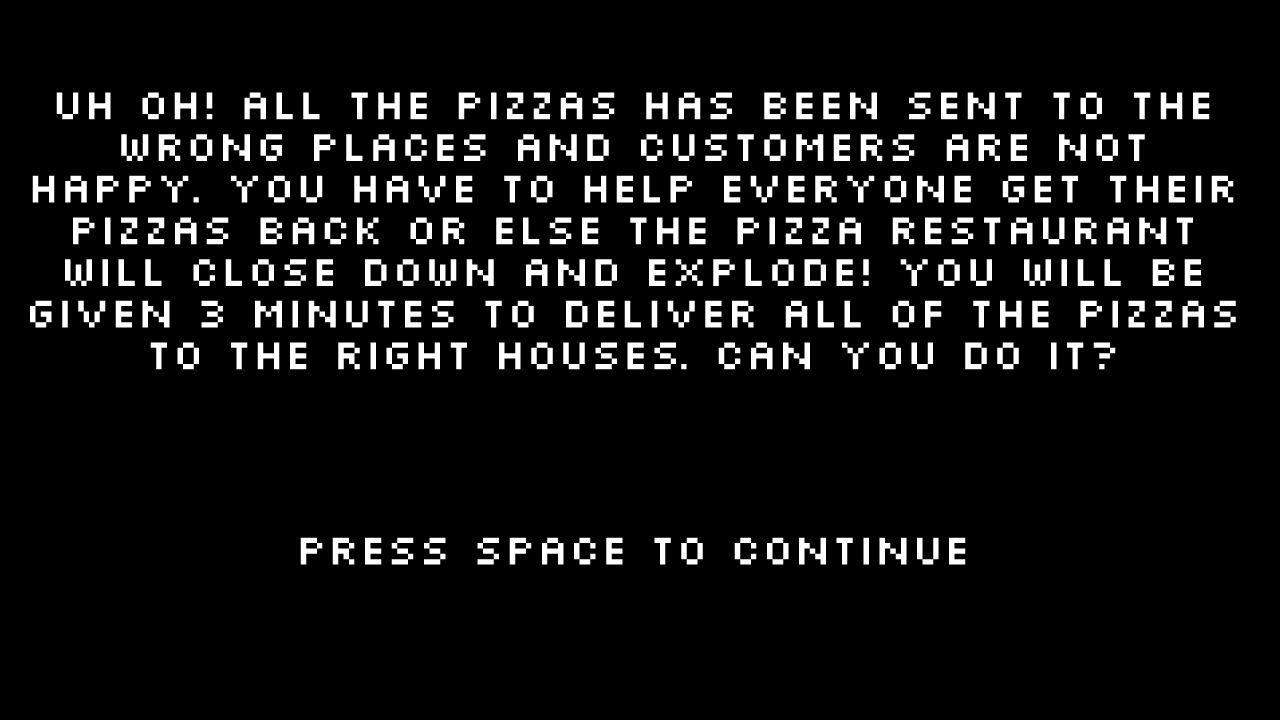 UH OH! ALL THE PIZZAS HAS BEEN SENT TO THE
WRONG PLACES AND CUSTOMERS ARE NOT
HAPPY. YOU HAVE TO HELP EVERYONE GET THEIR
PIZZAS BACK OR ELSE THE PIZZA RESTAURANT
WILL CLOSE DOWN AND EXPLODE! YOU WILL BE
GIVEN 3 MINUTES TO DELIVER ALL OF THE PIZZAS
TO THE RIGHT HOUSES. CAN YOU DO IT?
PRESS SPACE TO CONTINUE